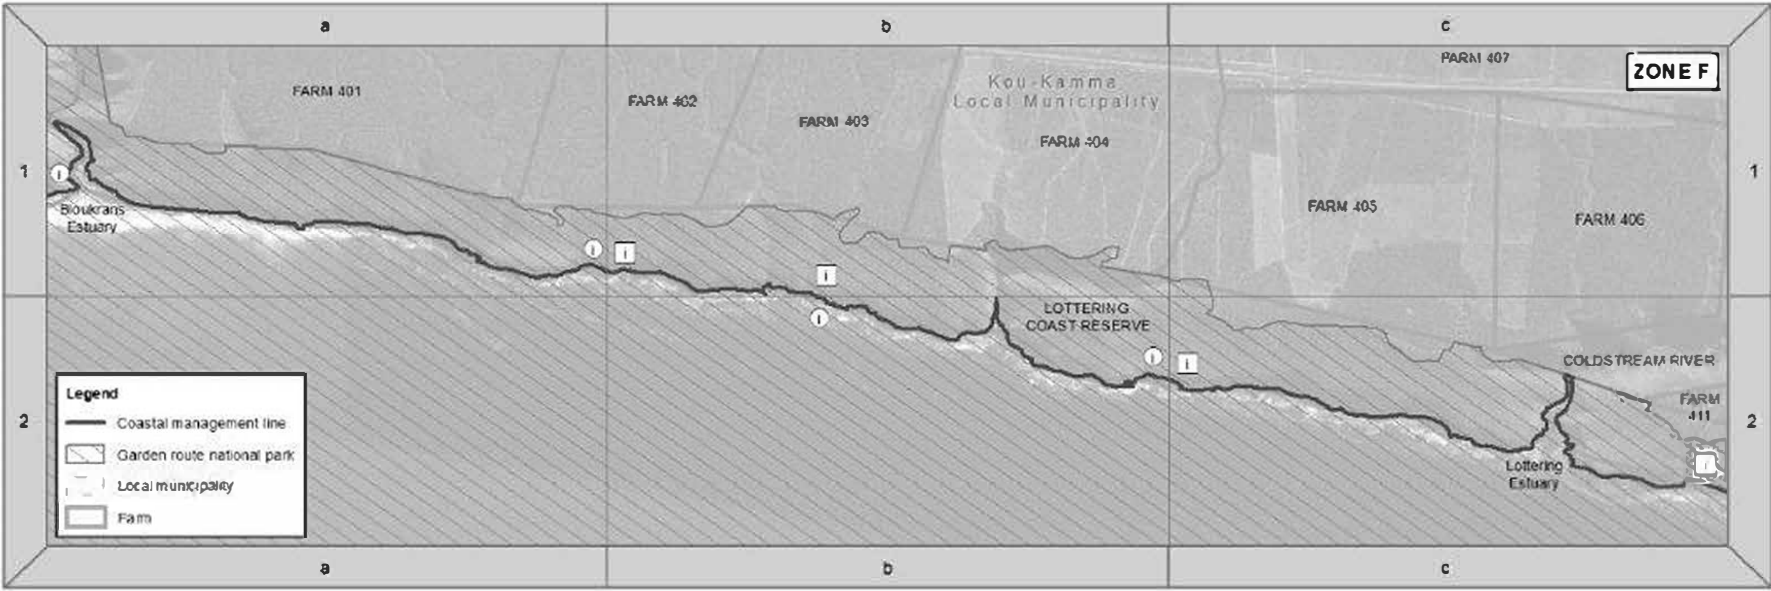 a
b
c
ZONE F
FARM 407
Kou-Kamma
Local Municipality
FARM 401
FARM 402
FARM 403
FARM 404
1
1
i
FARM 405
FARM 406
Bloukrans
Estuary
i
i
i
i
LOTTERING
COAST RESERVE
i
i
COLDSTREAM RIVER
FARM
411
2
2
i
Lottering
Estuary
Legend
Coastal management line
Garden route national park
Local municipality
Farm
a
b
c